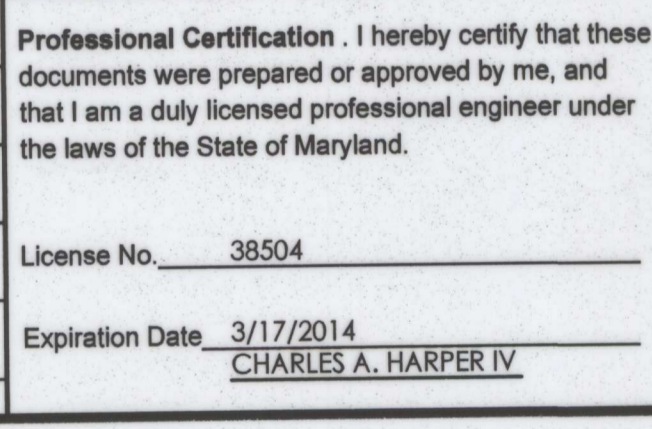 Professional Certification . I hereby certify that these
documents were prepared or approved by me, and
that I am a duly licensed professional engineer under
the laws of the State of Maryland.
License No. 38504
Expiration Date 3/17/2014
CHARLES A. HARPER IV